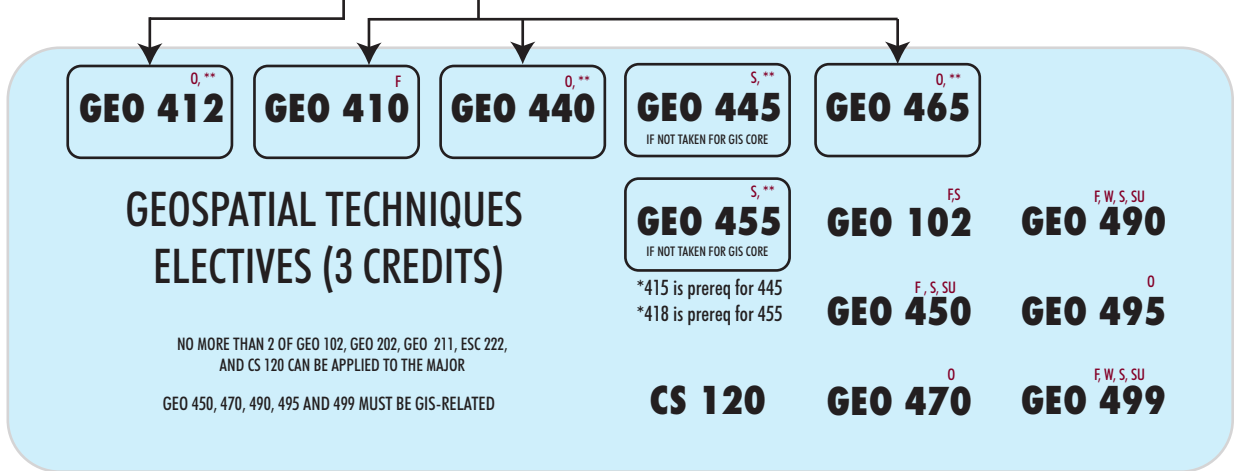 O, **
GEO 412
F
GEO 410
O, **
GEO 440
S, **
GEO 445
IF NOT TAKEN FOR GIS CORE
O, **
GEO 465
GEOSPATIAL TECHNIQUES
ELECTIVES (3 CREDITS)
NO MORE THAN 2 OF GEO 102, GEO 202, GEO 211, ESC 222,
AND CS 120 CAN BE APPLIED TO THE MAJOR
GEO 450, 470, 490, 495 AND 499 MUST BE GIS-RELATED
S, **
GEO 455
IF NOT TAKEN FOR GIS CORE
*415 is prereq for 445
*418 is prereq for 455
CS 120
F,S
GEO 102
F , S, SU
GEO 450
O
GEO 470
F, W, S, SU
GEO 490
O
GEO 495
F, W, S, SU
GEO 499